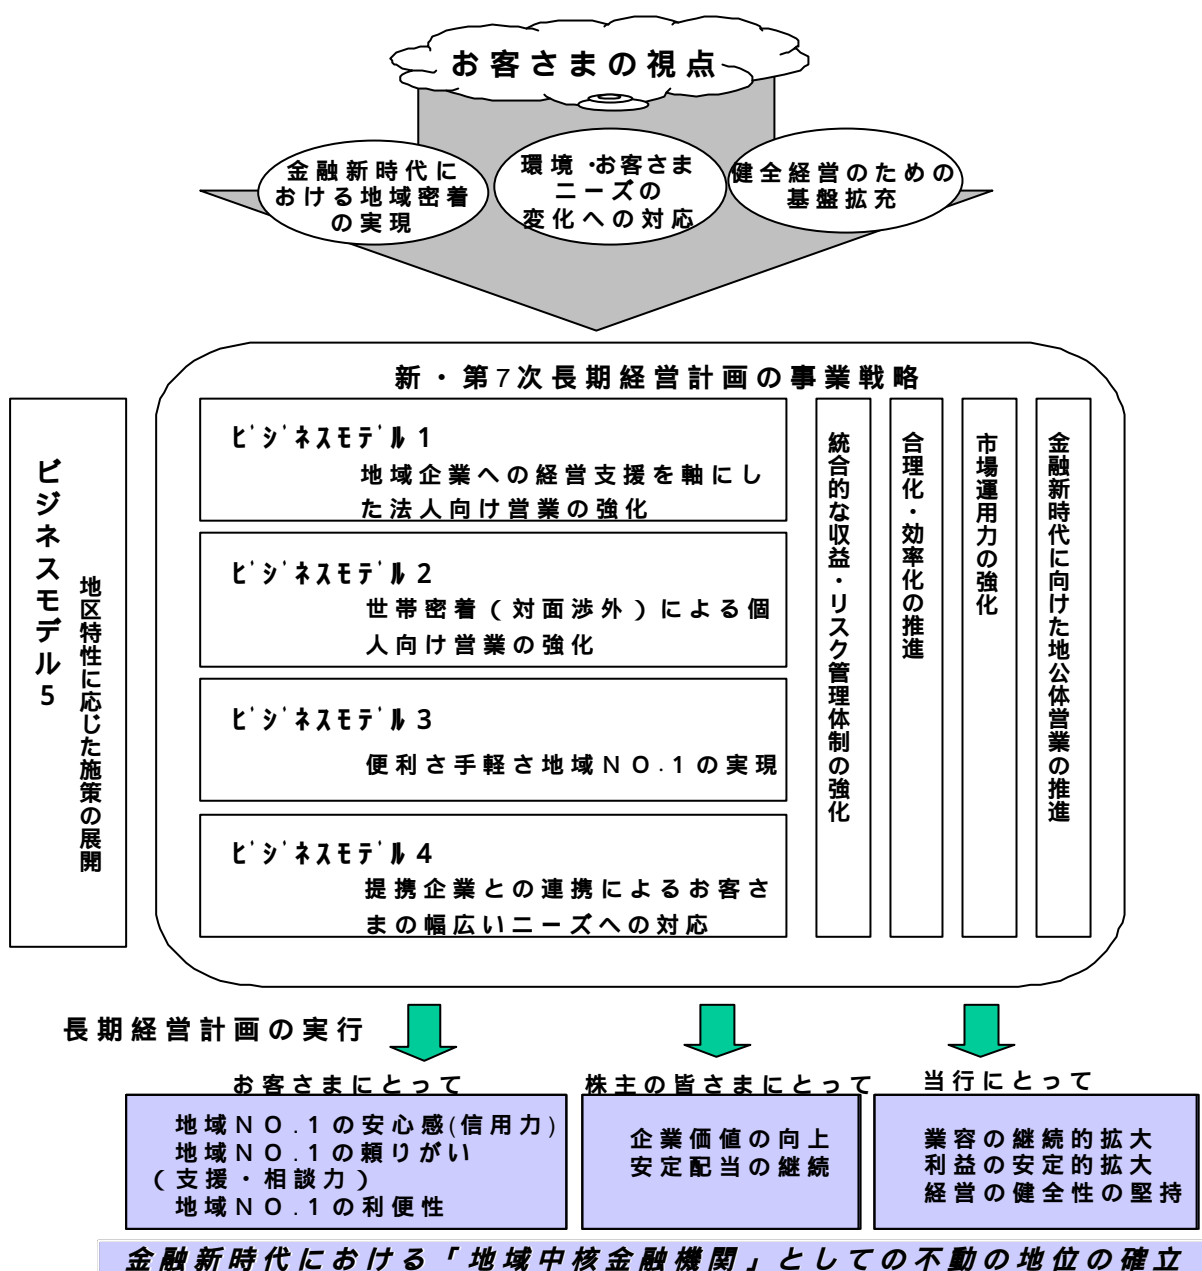 お客さまの視点
金融新時代に
おける地域密着
の実現
環境・お客さま
ニーズの
変化への対応
健全経営のための
基盤拡充
新・第7次長期経営計画の事業戦略
ビジネスモデル5
地区特性に応じた施策の展開
ﾋﾞｼﾞﾈｽﾓﾃﾞﾙ1
地域企業への経営支援を軸にし
た法人向け営業の強化
ﾋﾞｼﾞﾈｽﾓﾃﾞﾙ2
世帯密着(対面渉外)による個
人向け営業の強化
ﾋﾞｼﾞﾈｽﾓﾃﾞﾙ3
便利さ手軽さ地域NO.1の実現
ﾋﾞｼﾞﾈｽﾓﾃﾞﾙ4
提携企業との連携によるお客さ
まの幅広いニーズへの対応
統合的な収益・リスク管理体制の強化
合理化・効率化の推進
市場運用力の強化
金融新時代に向けた地公体営業の推進
長期経営計画の実行
お客さまにとって
地域NO.1の安心感(信用力)
地域NO.1の頼りがい
(支援・相談力)
地域NO.1の利便性
株主の皆さまにとって
企業価値の向上
安定配当の継続
当行にとって
業容の継続的拡大
利益の安定的拡大
経営の健全性の堅持
金融新時代における「地域中核金融機関」としての不動の地位の確立